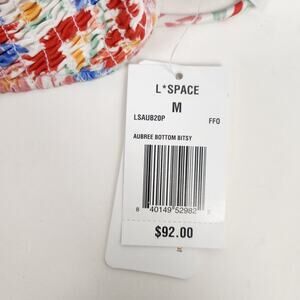 L*SPACE
M
LSAUB20P FFO
AUBREE BOTTOM BITSY
8 40149 52982
$92.00